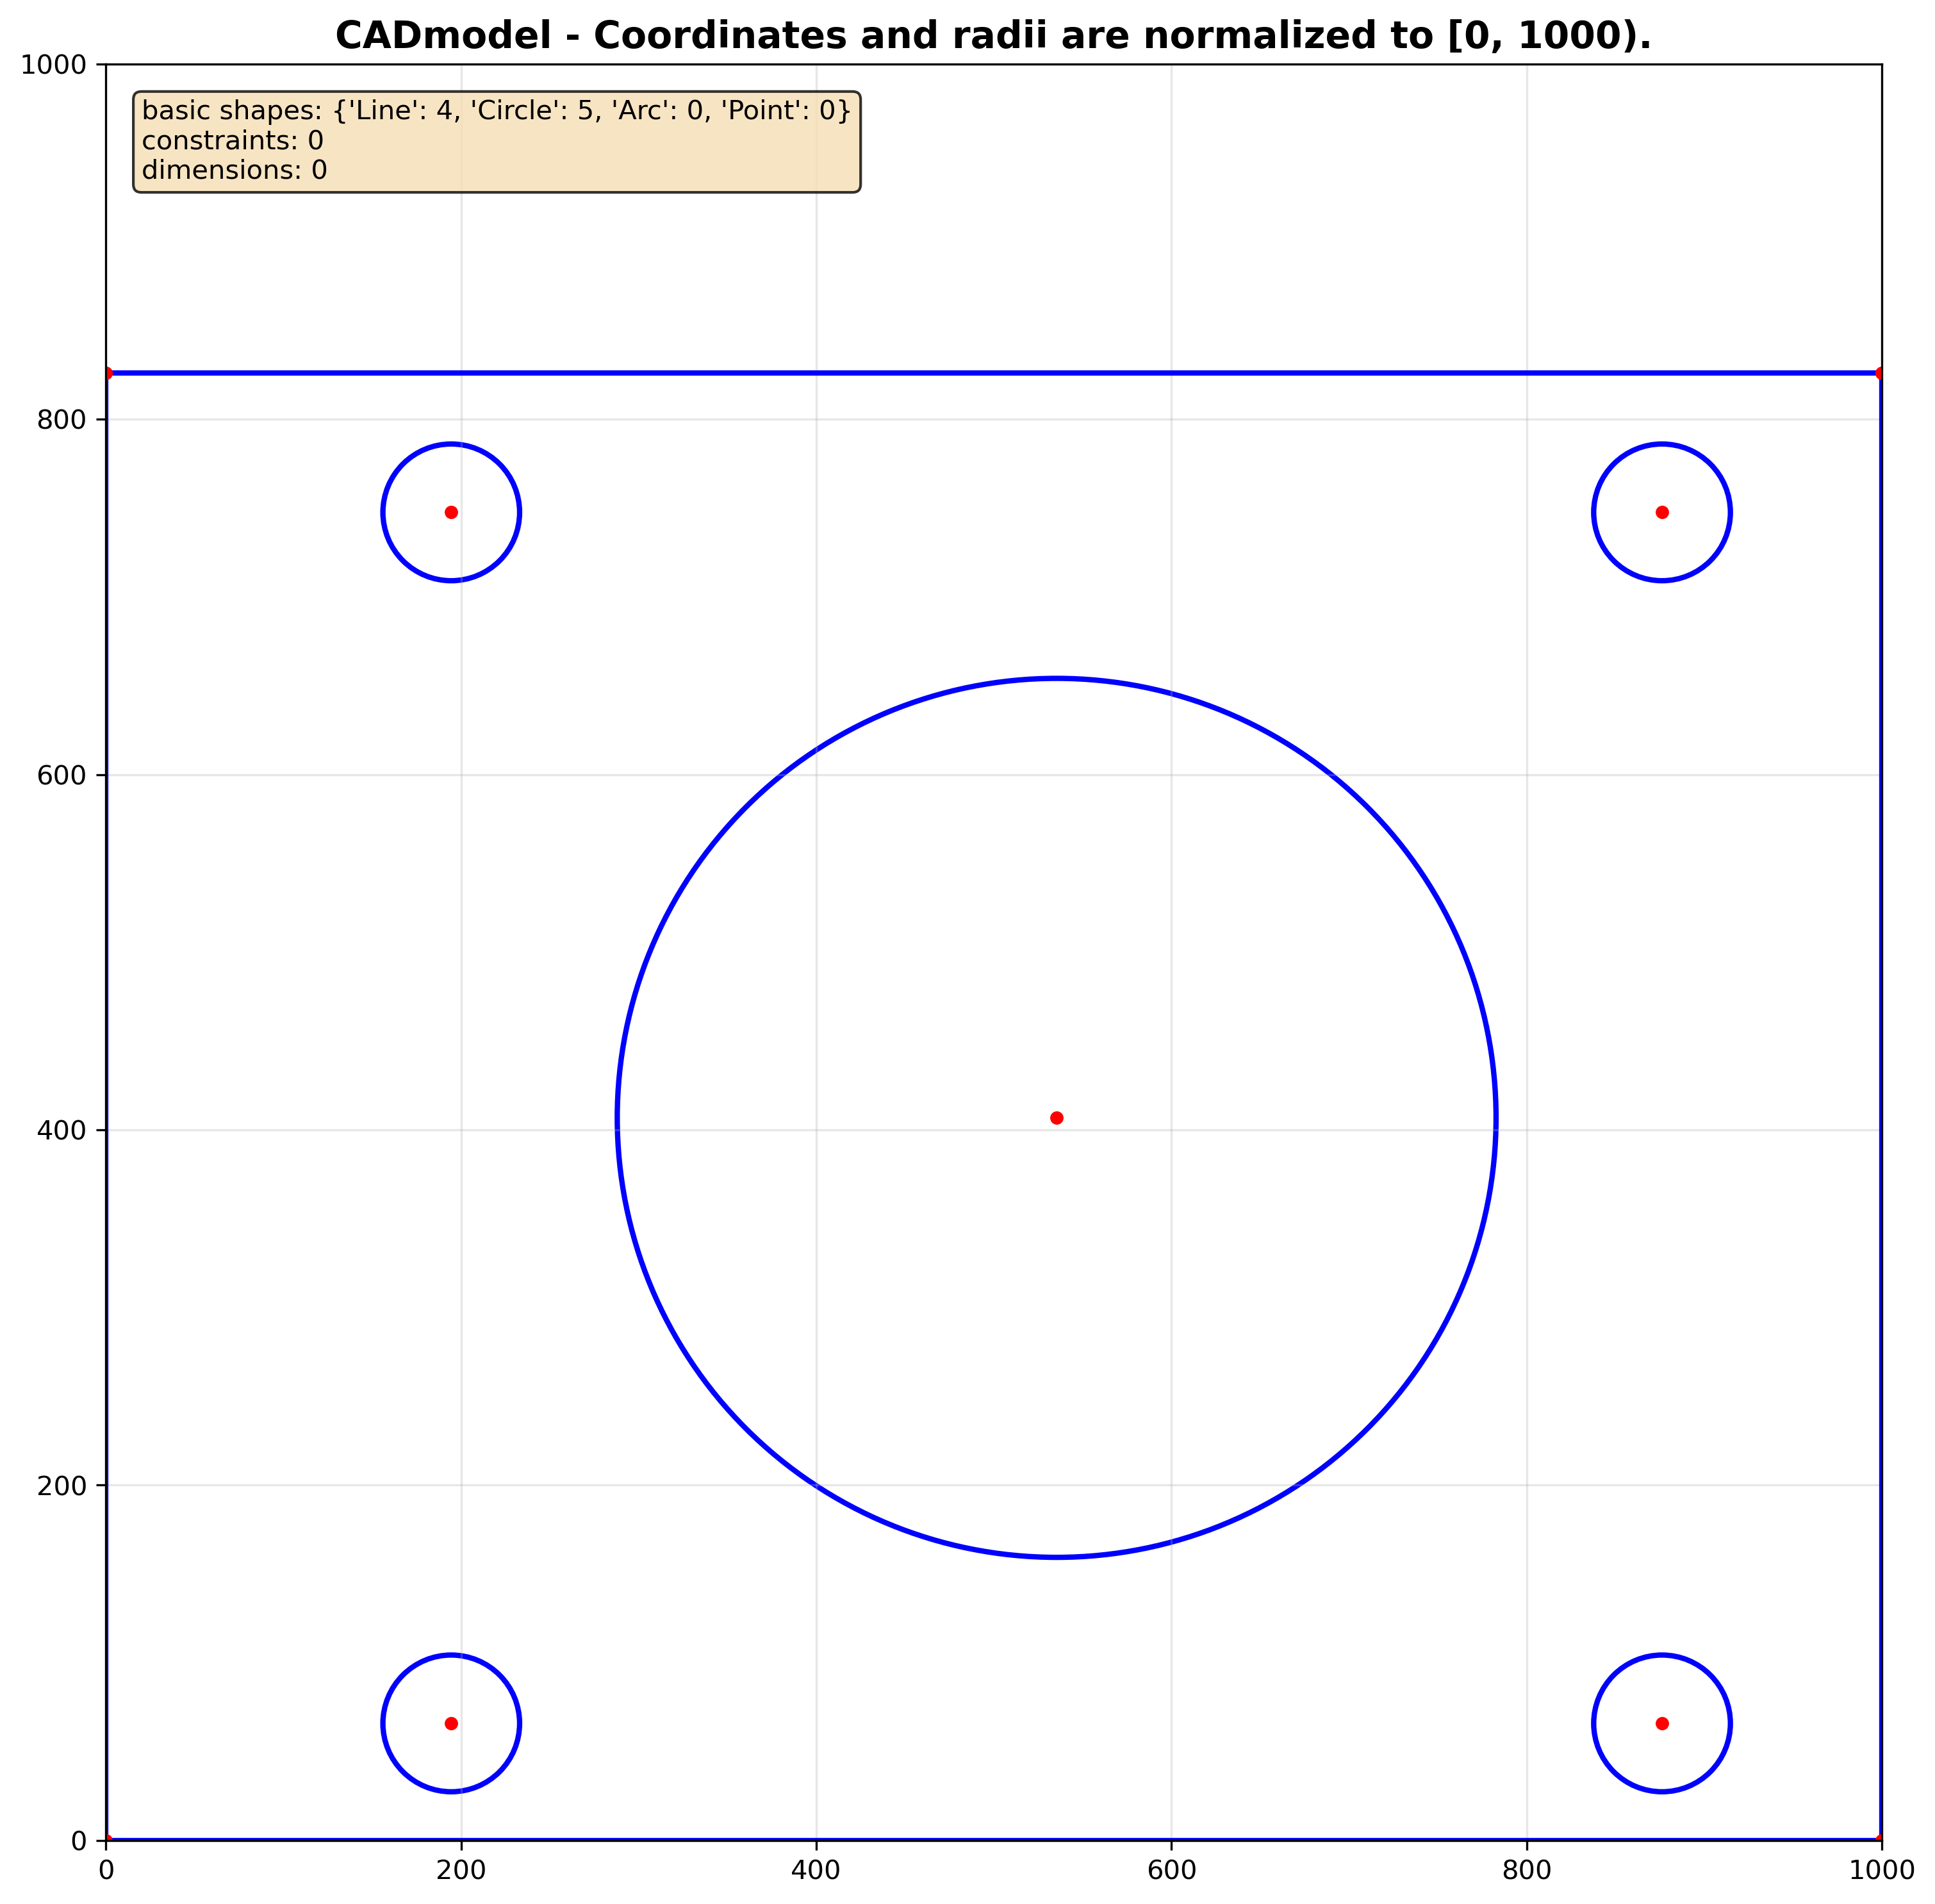 CADmodel - Coordinates and radii are normalized to [0, 1000).
1000
basic shapes: {'Line': 4, 'Circle': 5, 'Arc': 0, 'Point': 0}
constraints: 0
dimensions: 0
800
600
400
200
0
0 200 400 600 800 1000